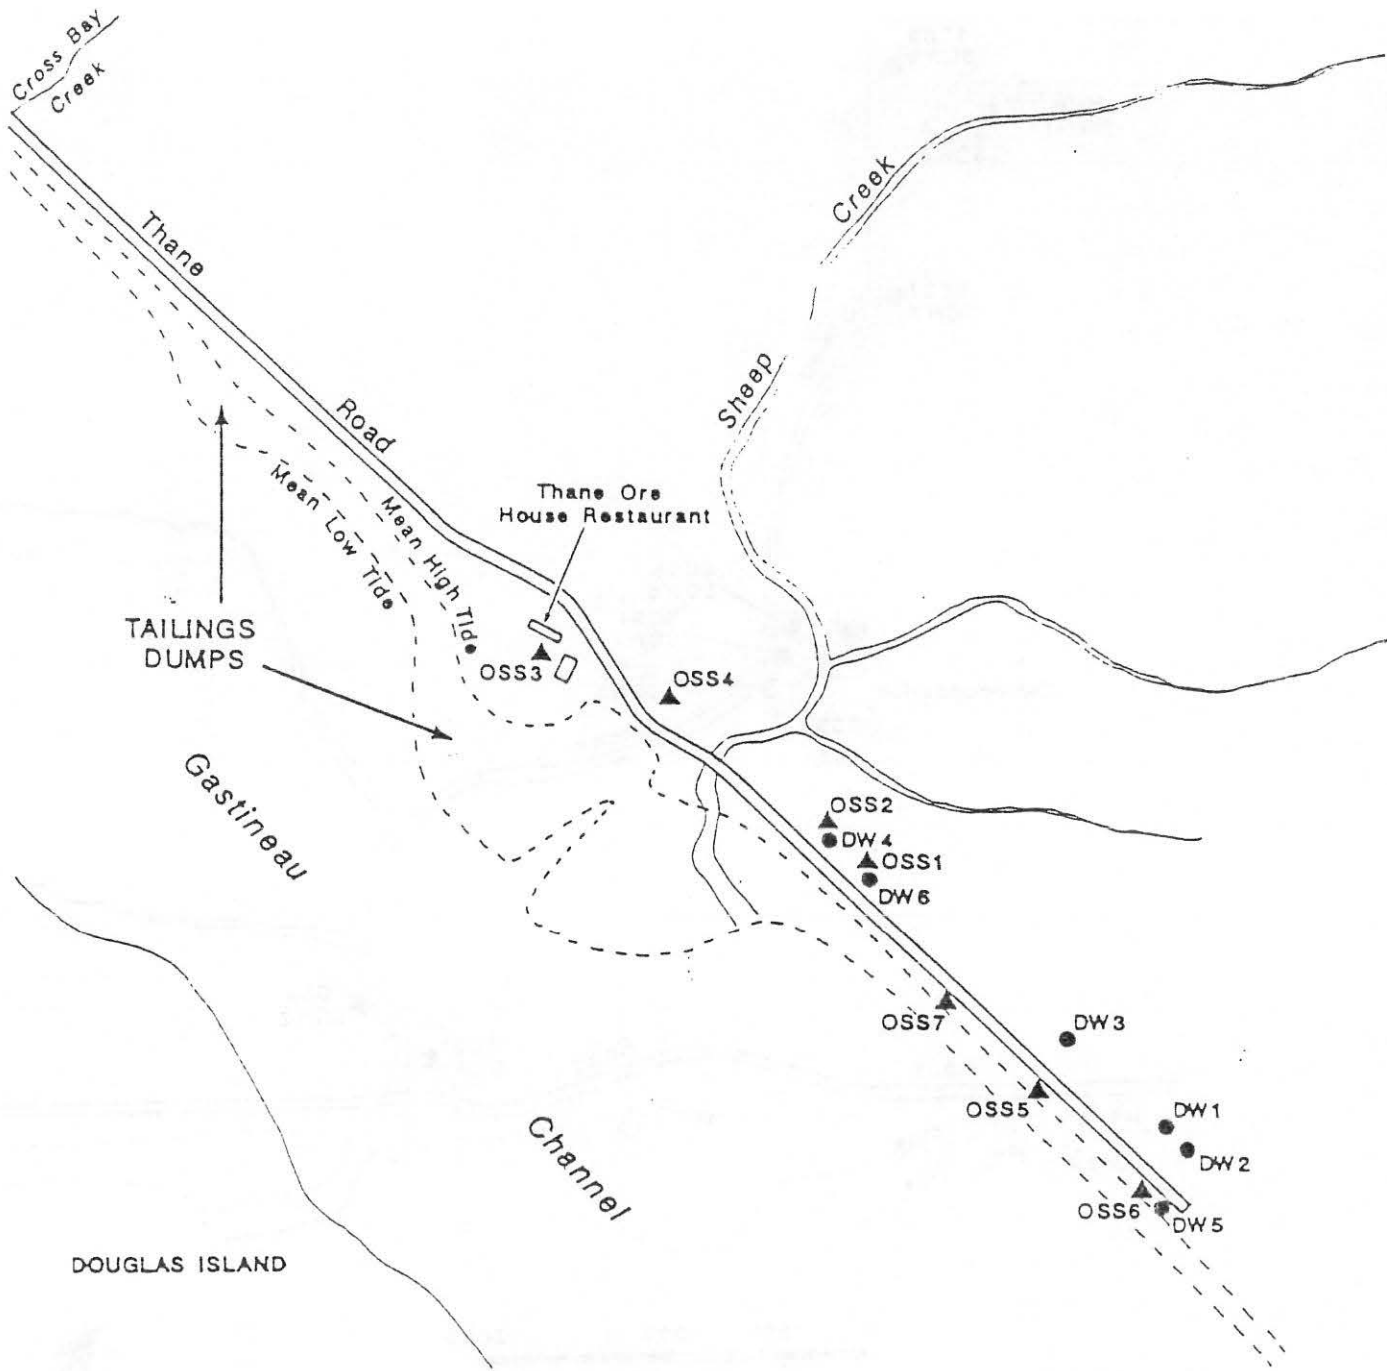 Cross Bay
Creek
Creek
Thane
Sheep
Road
Thane Ore
House Restaurant
Mean High Tide
Mean Low Tide
TAILINGS
DUMPS
OSS3
OSS4
Gastineau
OSS2
DW4
OSS1
DW6
OSS7
DW3
OSS5
DW1
DW2
OSS6
DW5
Channel
DOUGLAS ISLAND